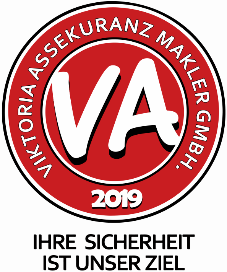 VIKTORIA ASSEKURANZ MAKLER GMBH.
VA
2019
IHRE SICHERHEIT
IST UNSER ZIEL